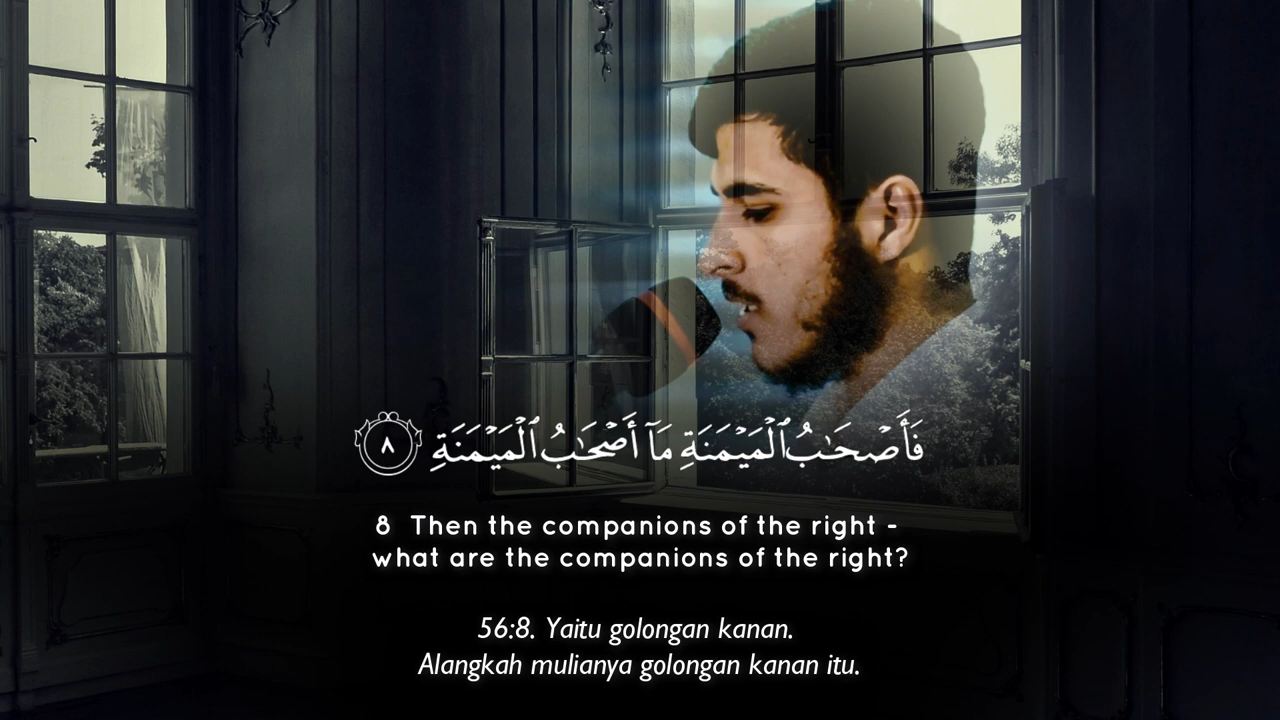 فَأَصْحَٰبُ ٱلْمَيْمَنَةِ مَآ أَصْحَٰبُ ٱلْمَيْمَنَةِ ٨
8 Then the companions of the right -
what are the companions of the right?
56:8. Yaitu golongan kanan.
Alangkah mulianya golongan kanan itu.